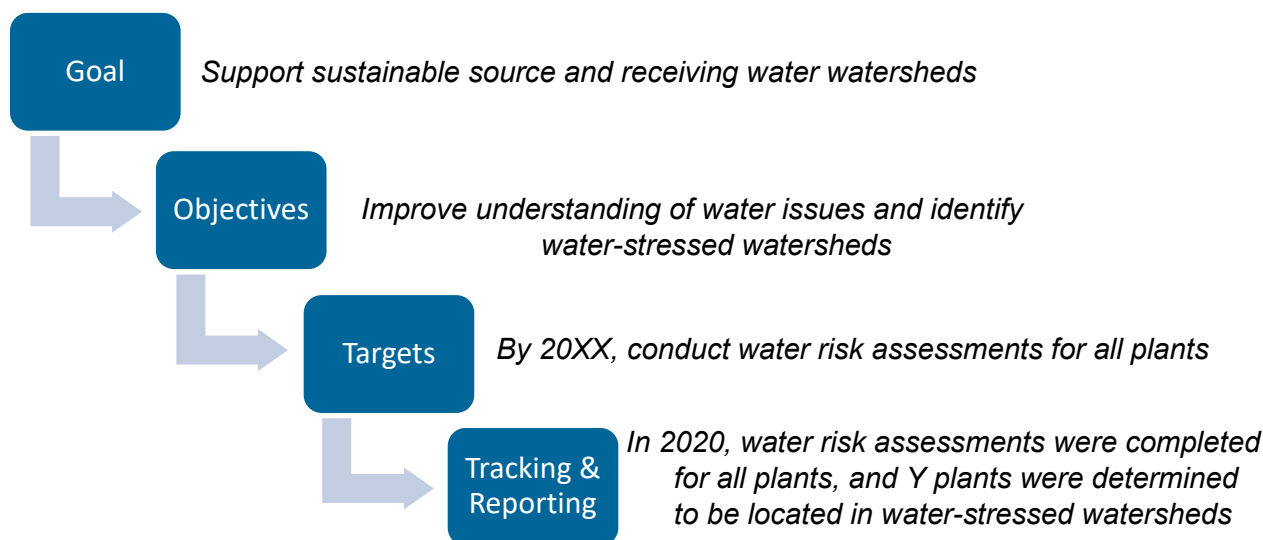 Goal
Support sustainable source and receiving water watersheds
Objectives
Improve understanding of water issues and identify
water-stressed watersheds
Targets
By 20XX, conduct water risk assessments for all plants
Tracking &
Reporting
In 2020, water risk assessments were completed
for all plants, and Y plants were determined
to be located in water-stressed watersheds